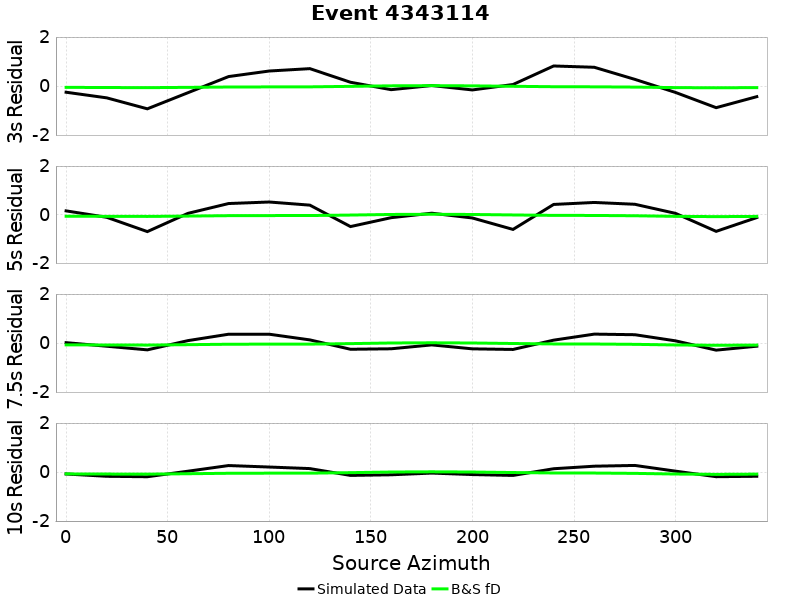 Event 4343114
3s Residual
2
0
-2
5s Residual
2
0
-2
7.5s Residual
2
0
-2
10s Residual
2
0
-2
0 50 100 150 200 250 300
Source Azimuth
Simulated Data B&S fD